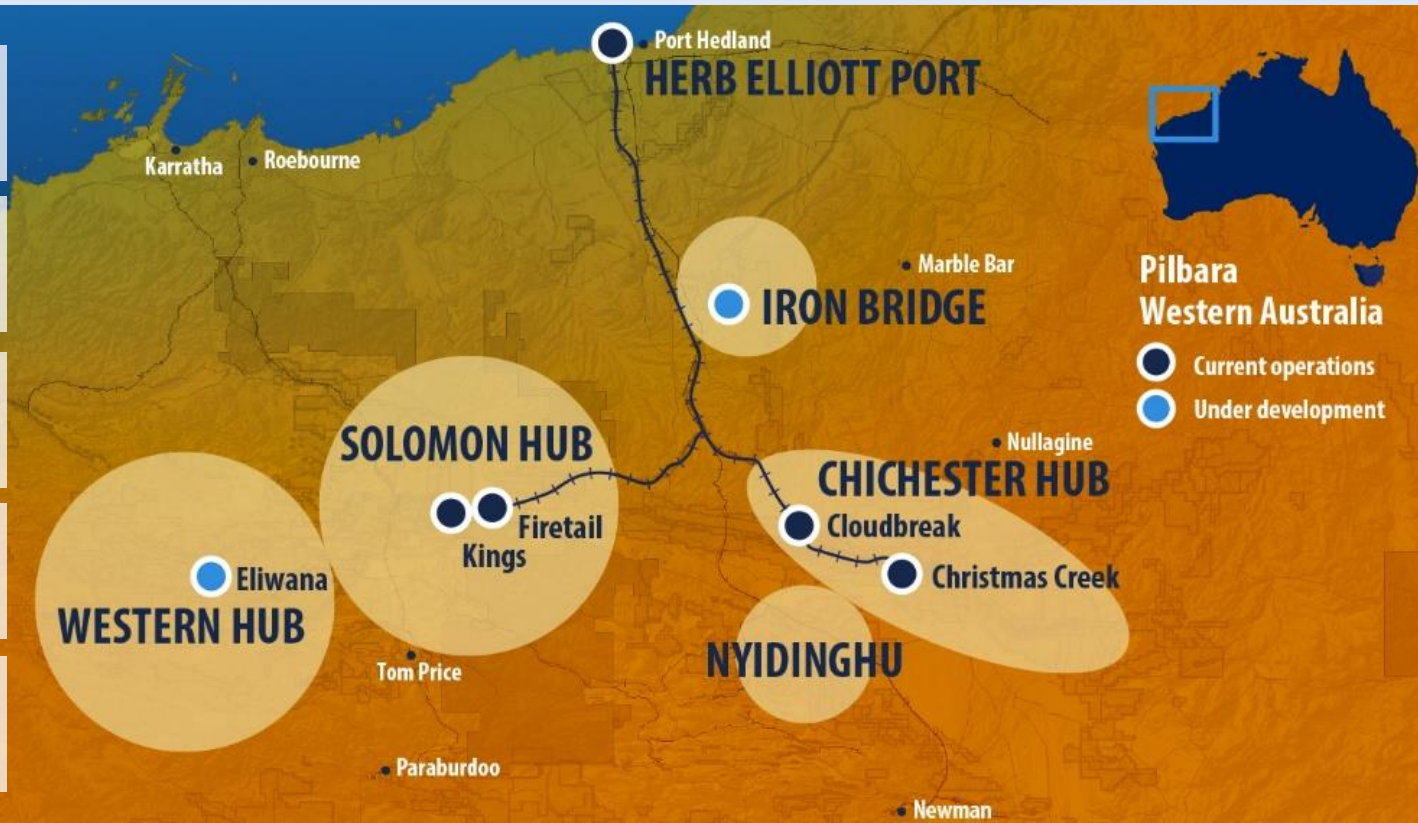 Port Hedland
HERB ELLIOTT PORT
Karratha
Roebourne
Marble Bar
IRON BRIDGE
Pilbara
Western Australia
Current operations
Under development
SOLOMON HUB
Firetail
Kings
Nullagine
CHICHESTER HUB
Cloudbreak
Christmas Creek
Eliwana
WESTERN HUB
NYIDINGHU
Tom Price
Paraburdoo
Newman